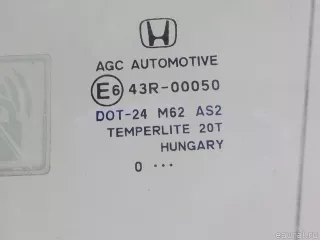 AGC AUTOMOTIVE
E6 43R-00050
DOT-24 M62 AS2
TEMPERLITE 20T
HUNGARY
0 ...